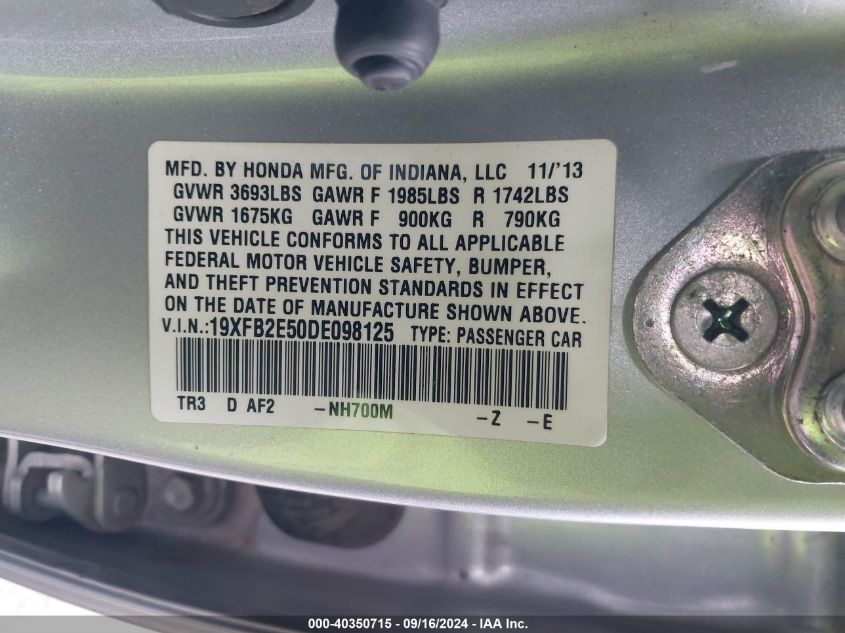 MFD. BY HONDA MFG. OF INDIANA, LLC 11/'13
GVWR 3693LBS GAWR F 1985LBS R 1742LBS
GVWR 1675KG GAWR F 900KG R 790KG
THIS VEHICLE CONFORMS TO ALL APPLICABLE
FEDERAL MOTOR VEHICLE SAFETY, BUMPER,
AND THEFT PREVENTION STANDARDS IN EFFECT
ON THE DATE OF MANUFACTURE SHOWN ABOVE.
V.I.N.:19XFB2E50DE098125 TYPE: PASSENGER CAR
TR3 D AF2 -NH700M -Z -E
000-40350715 - 09/16/2024 - IAA Inc.